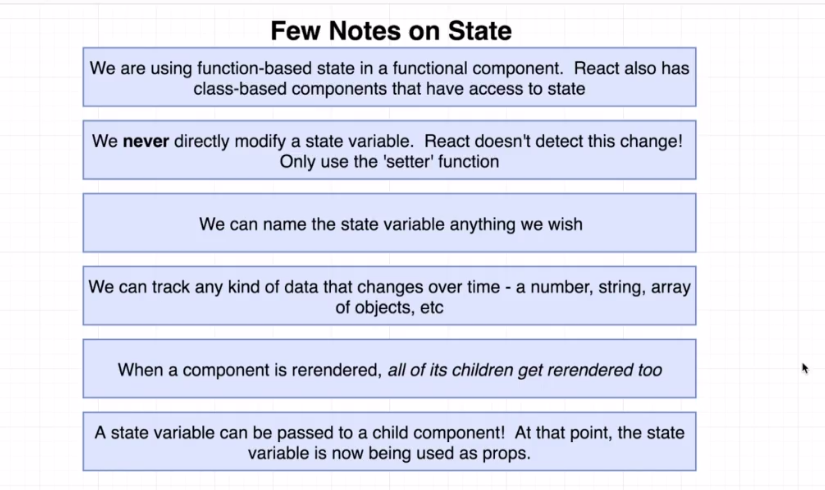 Few Notes on State
We are using function-based state in a functional component.  React also has
class-based components that have access to state
We never directly modify a state variable.  React doesn't detect this change!
Only use the 'setter' function
We can name the state variable anything we wish
We can track any kind of data that changes over time - a number, string, array
of objects, etc
When a component is rerendered, all of its children get rerendered too
A state variable can be passed to a child component!  At that point, the state
variable is now being used as props.